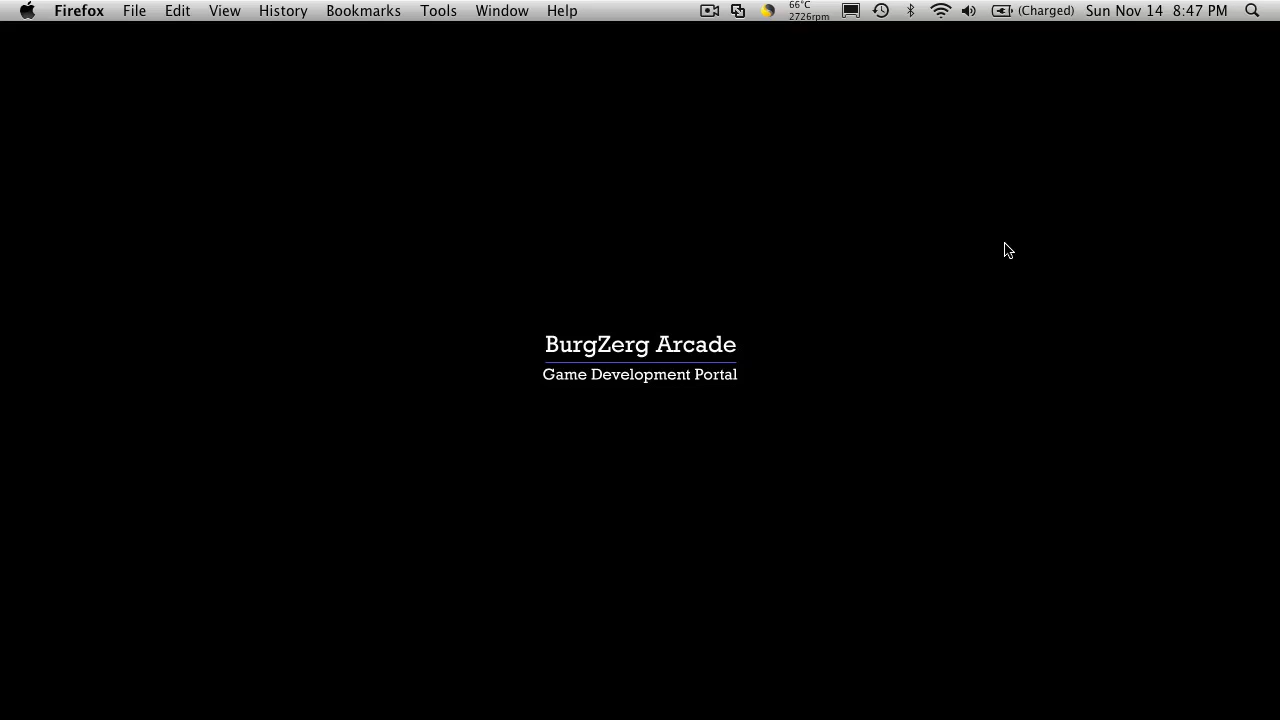 Firefox File Edit View History Bookmarks Tools Window Help 66°C 2726rpm (Charged) Sun Nov 14 8:47 PM
BurgZerg Arcade
Game Development Portal